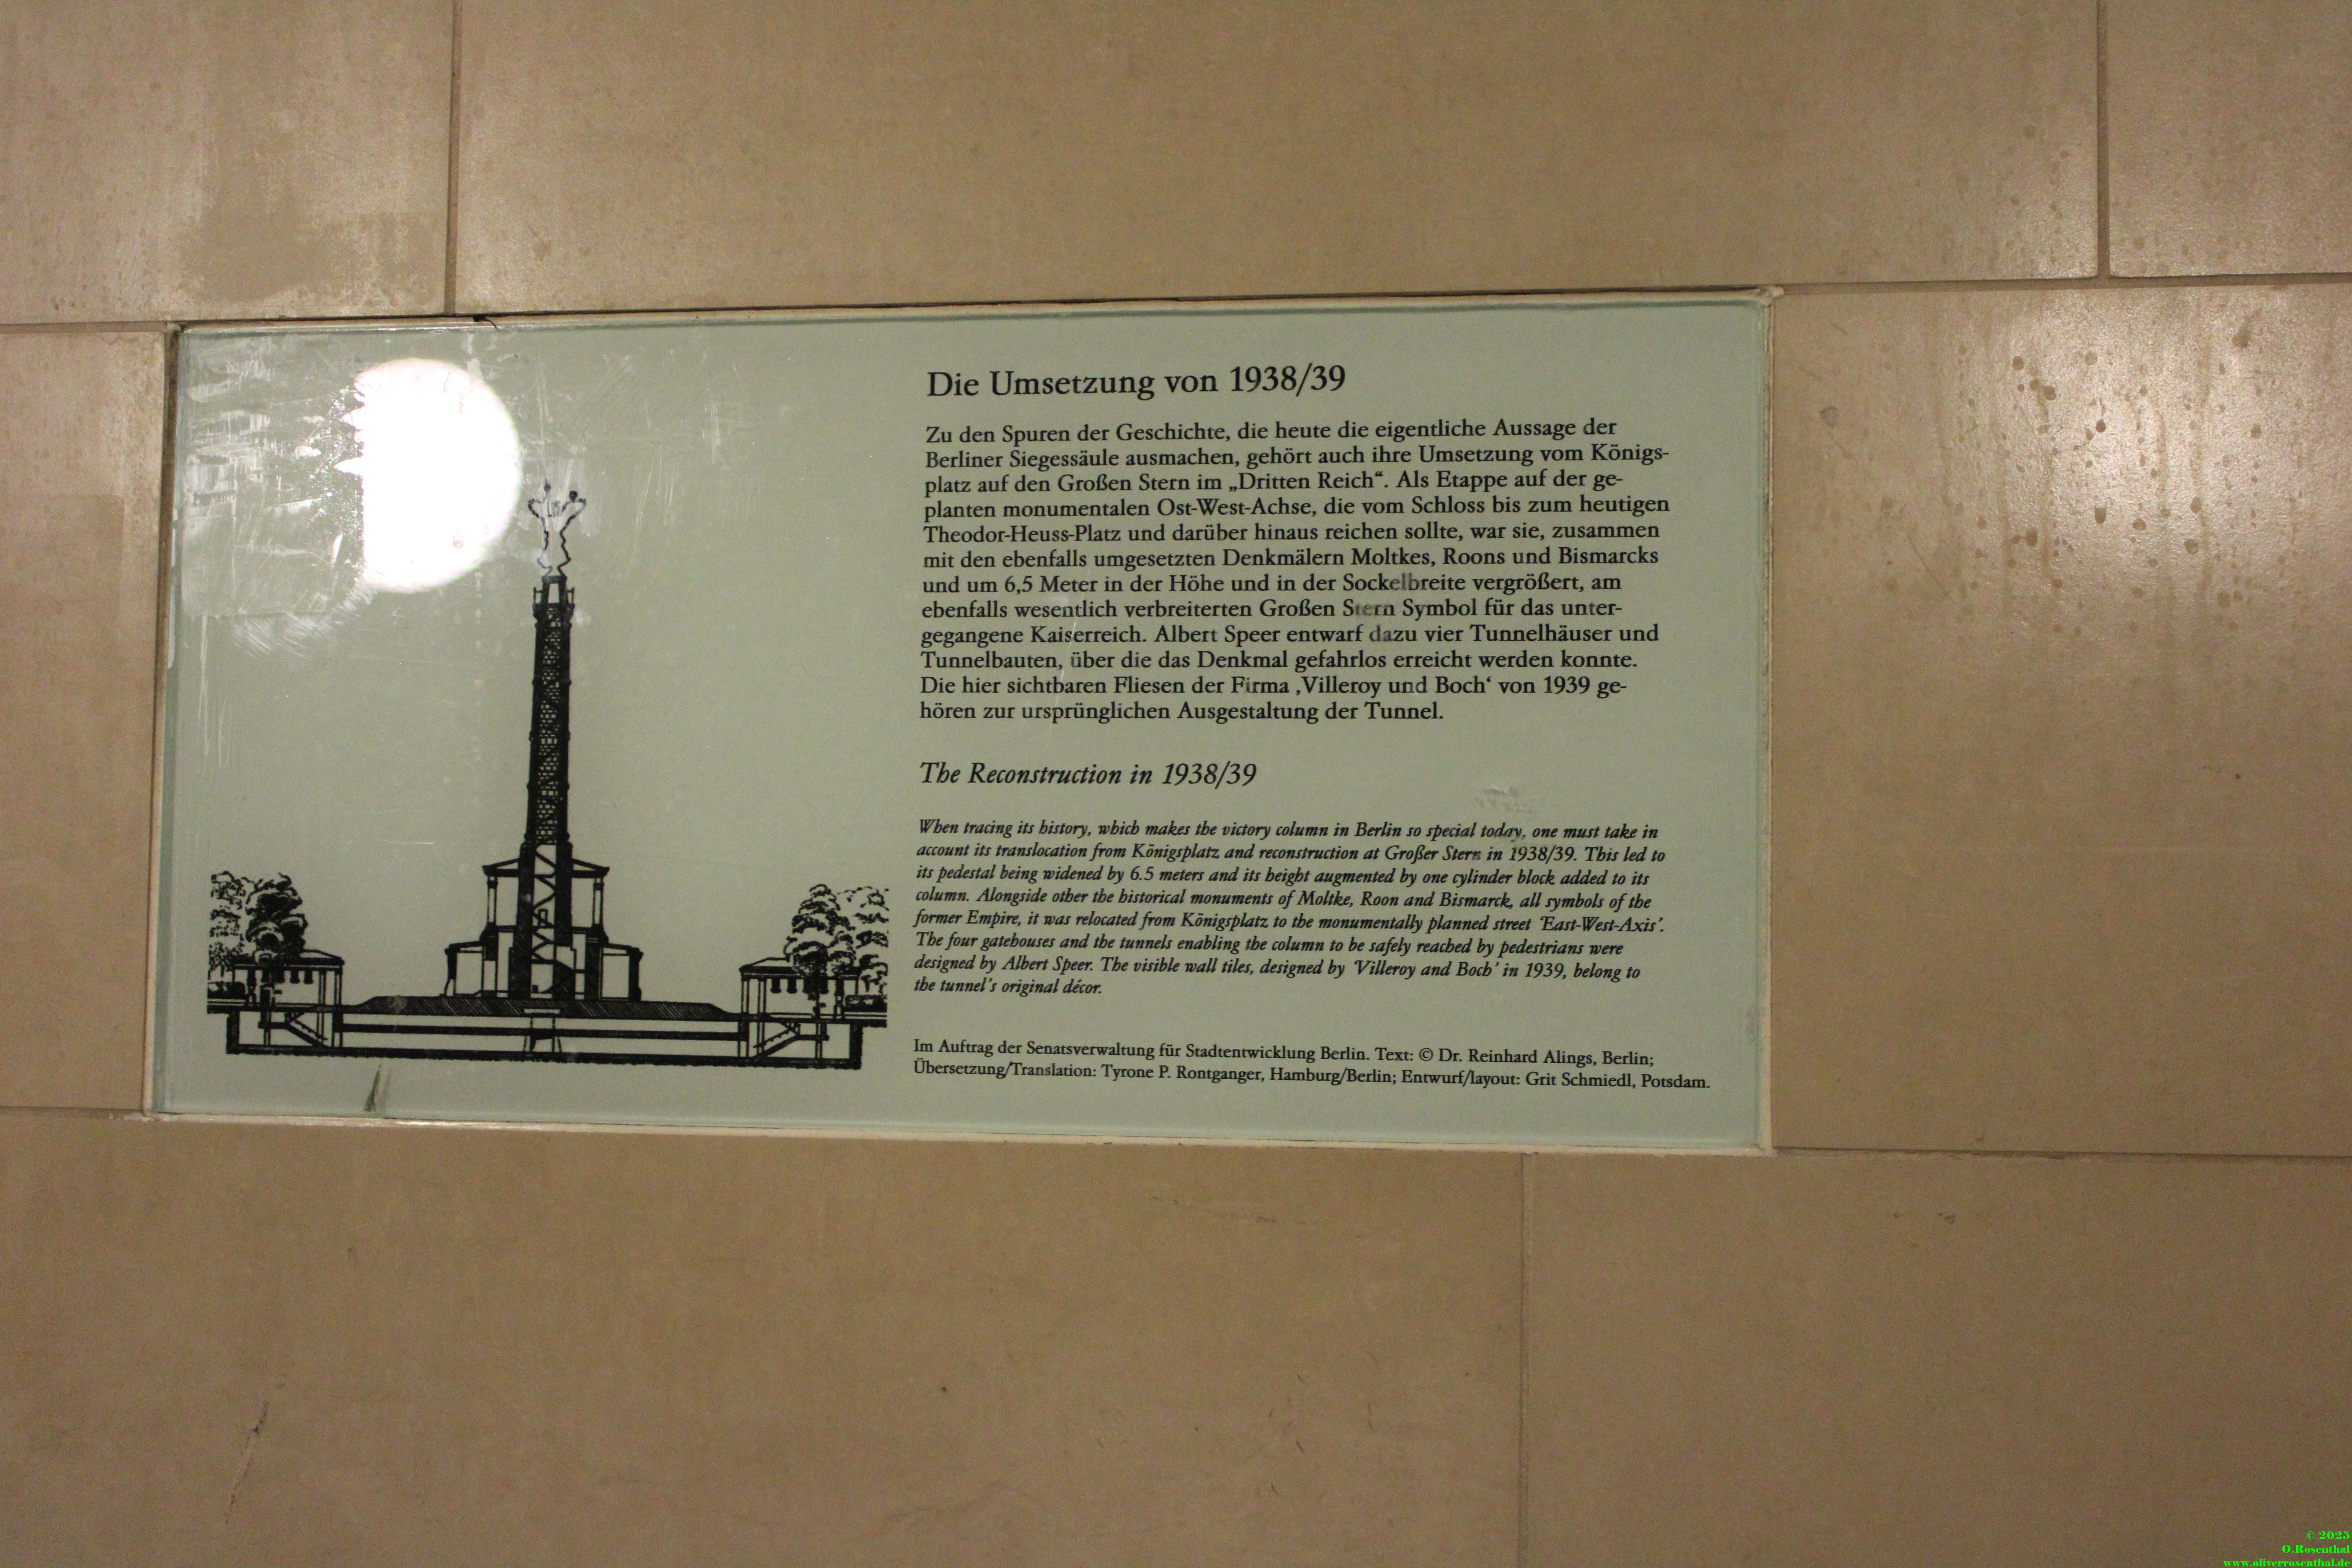 Die Umsetzung von 1938/39
Zu den Spuren der Geschichte, die heute die eigentliche Aussage der
Berliner Siegessäule ausmachen, gehört auch ihre Umsetzung vom Königs-
platz auf den Großen Stern im „Dritten Reich“. Als Etappe auf der ge-
planten monumentalen Ost-West-Achse, die vom Schloss bis zum heutigen
Theodor-Heuss-Platz und darüber hinaus reichen sollte, war sie, zusammen
mit den ebenfalls umgesetzten Denkmälern Moltkes, Roons und Bismarcks
und um 6,5 Meter in der Höhe und in der Sockelbreite vergrößert, am
ebenfalls wesentlich verbreiterten Großen Stern Symbol für das unter-
gegangene Kaiserreich. Albert Speer entwarf dazu vier Tunnelhäuser und
Tunnelbauten, über die das Denkmal gefahrlos erreicht werden konnte.
Die hier sichtbaren Fliesen der Firma ‚Villeroy und Boch‘ von 1939 ge-
hören zur ursprünglichen Ausgestaltung der Tunnel.
The Reconstruction in 1938/39
When tracing its history, which makes the victory column in Berlin so special today, one must take in
account its translocation from Königsplatz and reconstruction at Großer Stern in 1938/39. This led to
its pedestal being widened by 6.5 meters and its height augmented by one cylinder block added to its
column. Alongside other the historical monuments of Moltke, Roon and Bismarck, all symbols of the
former Empire, it was relocated from Königsplatz to the monumentally planned street ‘East-West-Axis’.
The four gatehouses and the tunnels enabling the column to be safely reached by pedestrians were
designed by Albert Speer. The visible wall tiles, designed by ‘Villeroy and Boch’ in 1939, belong to
the tunnel’s original décor.
Im Auftrag der Senatsverwaltung für Stadtentwicklung Berlin. Text: © Dr. Reinhard Alings, Berlin;
Übersetzung/Translation: Tyrone P. Rontganger, Hamburg/Berlin; Entwurf/layout: Grit Schmiedl, Potsdam.
© 2025
O.Rosenthal
www.oliverrosenthal.de